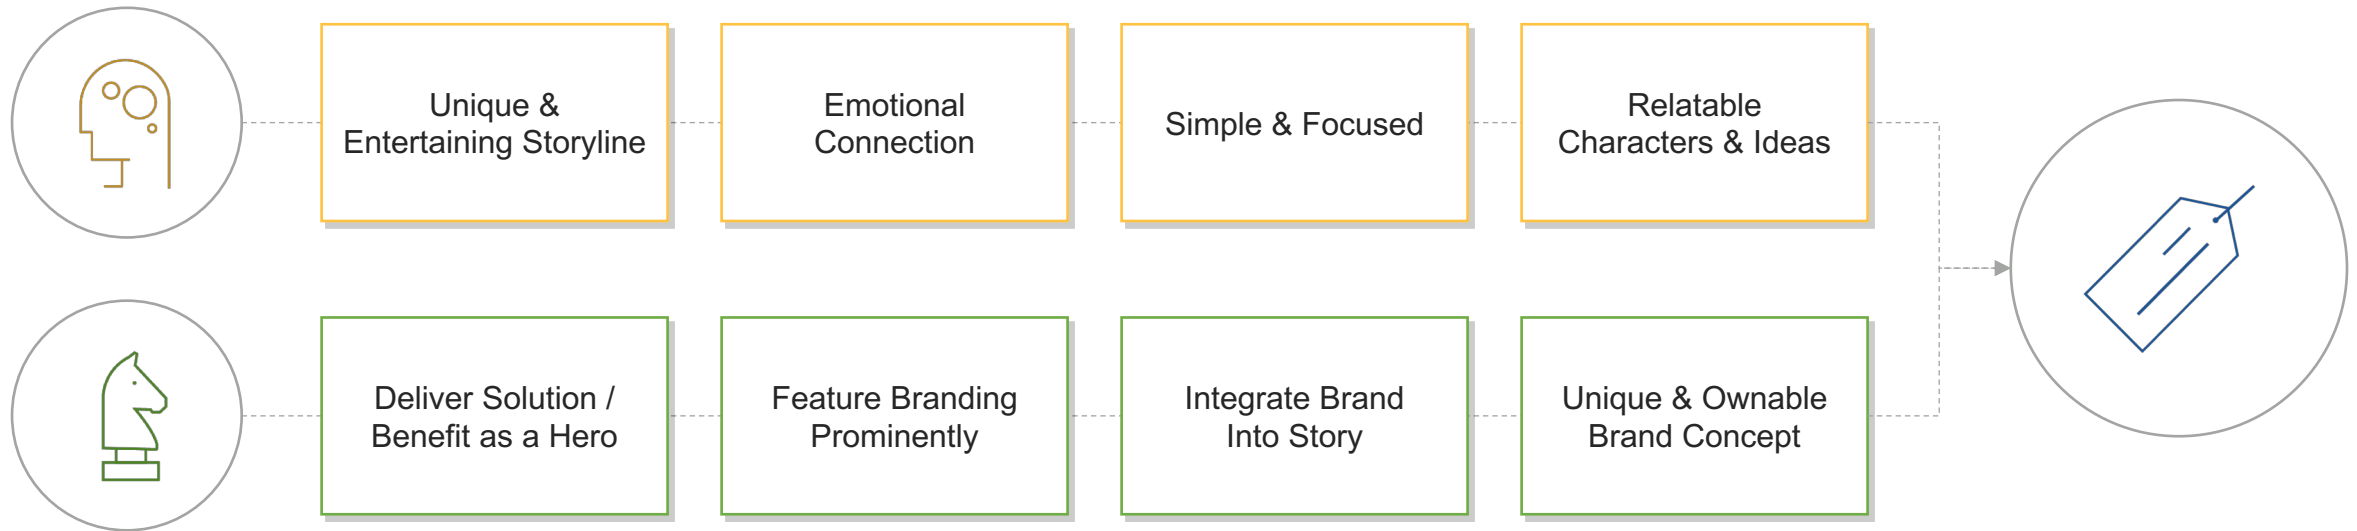 Unique &
Entertaining Storyline
Emotional
Connection
Simple & Focused
Relatable
Characters & Ideas
Deliver Solution /
Benefit as a Hero
Feature Branding
Prominently
Integrate Brand
Into Story
Unique & Ownable
Brand Concept